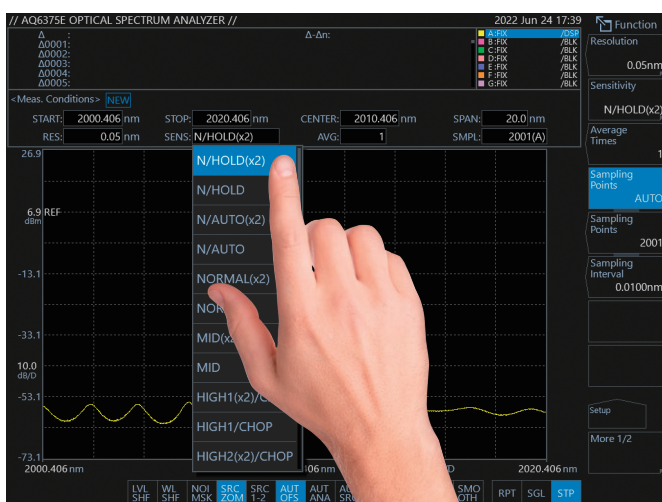 // AQ6375E OPTICAL SPECTRUM ANALYZER // 2022 Jun 24 17:39
Function
Δ : Δ-Δn:
Δ0001:
Δ0002:
Δ0003:
Δ0004:
Δ0005:
A:FIX /DSP
B:FIX /BLK
C:FIX /BLK
D:FIX /BLK
E:FIX /BLK
F:FIX /BLK
G:FIX /BLK
<Meas. Conditions> NEW
START: 2000.406 nm STOP: 2020.406 nm CENTER: 2010.406 nm SPAN: 20.0 nm
RES: 0.05 nm SENS: N/HOLD(x2) AVG: 1 SMPL: 2001(A)
26.9
6.9 REF
dBm
-13.1
-33.1
10.0
dB/D
-53.1
-73.1
2000.406 nm
06 nm
D
2020.406 nm
N/HOLD(x2)
N/HOLD
N/AUTO(x2)
N/AUTO
NORMAL(x2)
NOR
MID(x
MID
HIGH1(x2)/C
HIGH1/CHOP
HIGH2(x2)/CHOP
Resolution
0.05nm
Sensitivity
N/HOLD(x2)
Average
Times
1
Sampling
Points
AUTO
Sampling
Points
2001
Sampling
Interval
0.0100nm
Setup
More 1/2
LVL SHF
WL SHF
NOI MSK
SRC ZOM
SRC 1-2
AUT OFS
AUT ANA
SMO OTH
RPT
SGL
STP